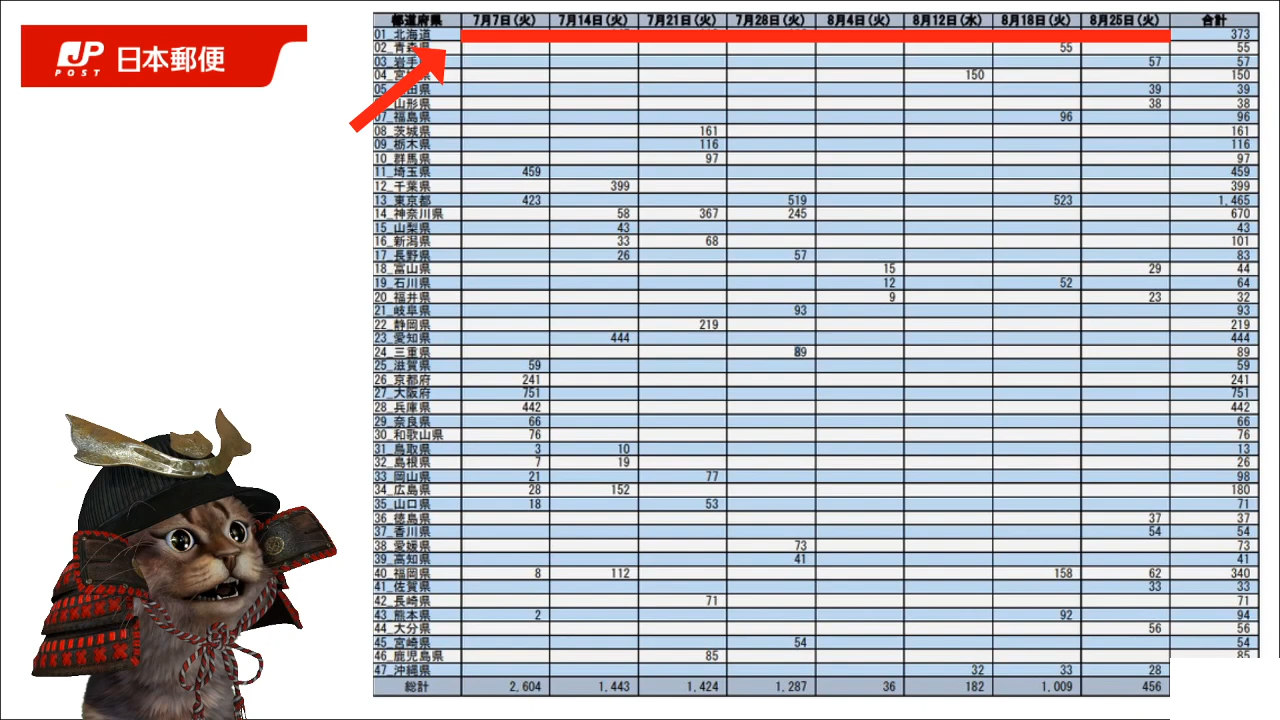 JP
POST
日本郵便
都道府県 7月7日(火) 7月14日(火) 7月21日(火) 7月28日(火) 8月4日(火) 8月12日(水) 8月18日(火) 8月25日(火) 合計
01_北海道 373
02_青森県 55 55
03_岩手 57 57
04_宮 県 150 150
05_ 田県 39 39
山形県 38 38
07_福島県 96 96
08_茨城県 161 161
09_栃木県 116 116
10_群馬県 97 97
11_埼玉県 459 459
12_千葉県 399 399
13_東京都 423 519 523 1,465
14_神奈川県 58 367 245 670
15_山梨県 43 43
16_新潟県 33 68 101
17_長野県 26 57 83
18_富山県 15 29 44
19_石川県 12 52 64
20_福井県 9 23 32
21_岐阜県 93 93
22_静岡県 219 219
23_愛知県 444 444
24_三重県 89 89
25_滋賀県 59 59
26_京都府 241 241
27_大阪府 751 751
28_兵庫県 442 442
29_奈良県 66 66
30_和歌山県 76 76
31_鳥取県 3 10 13
32_島根県 7 19 26
33_岡山県 21 77 98
34_広島県 28 152 180
35_山口県 18 53 71
36_徳島県 37 37
37_香川県 54 54
38_愛媛県 73 73
39_高知県 41 41
40_福岡県 8 112 158 62 340
41_佐賀県 33 33
42_長崎県 71 71
43_熊本県 2 92 94
44_大分県 56 56
45_宮崎県 54 54
46_鹿児島県 85 85
47_沖縄県 32 33 28
総計 2,604 1,443 1,424 1,287 36 182 1,009 456